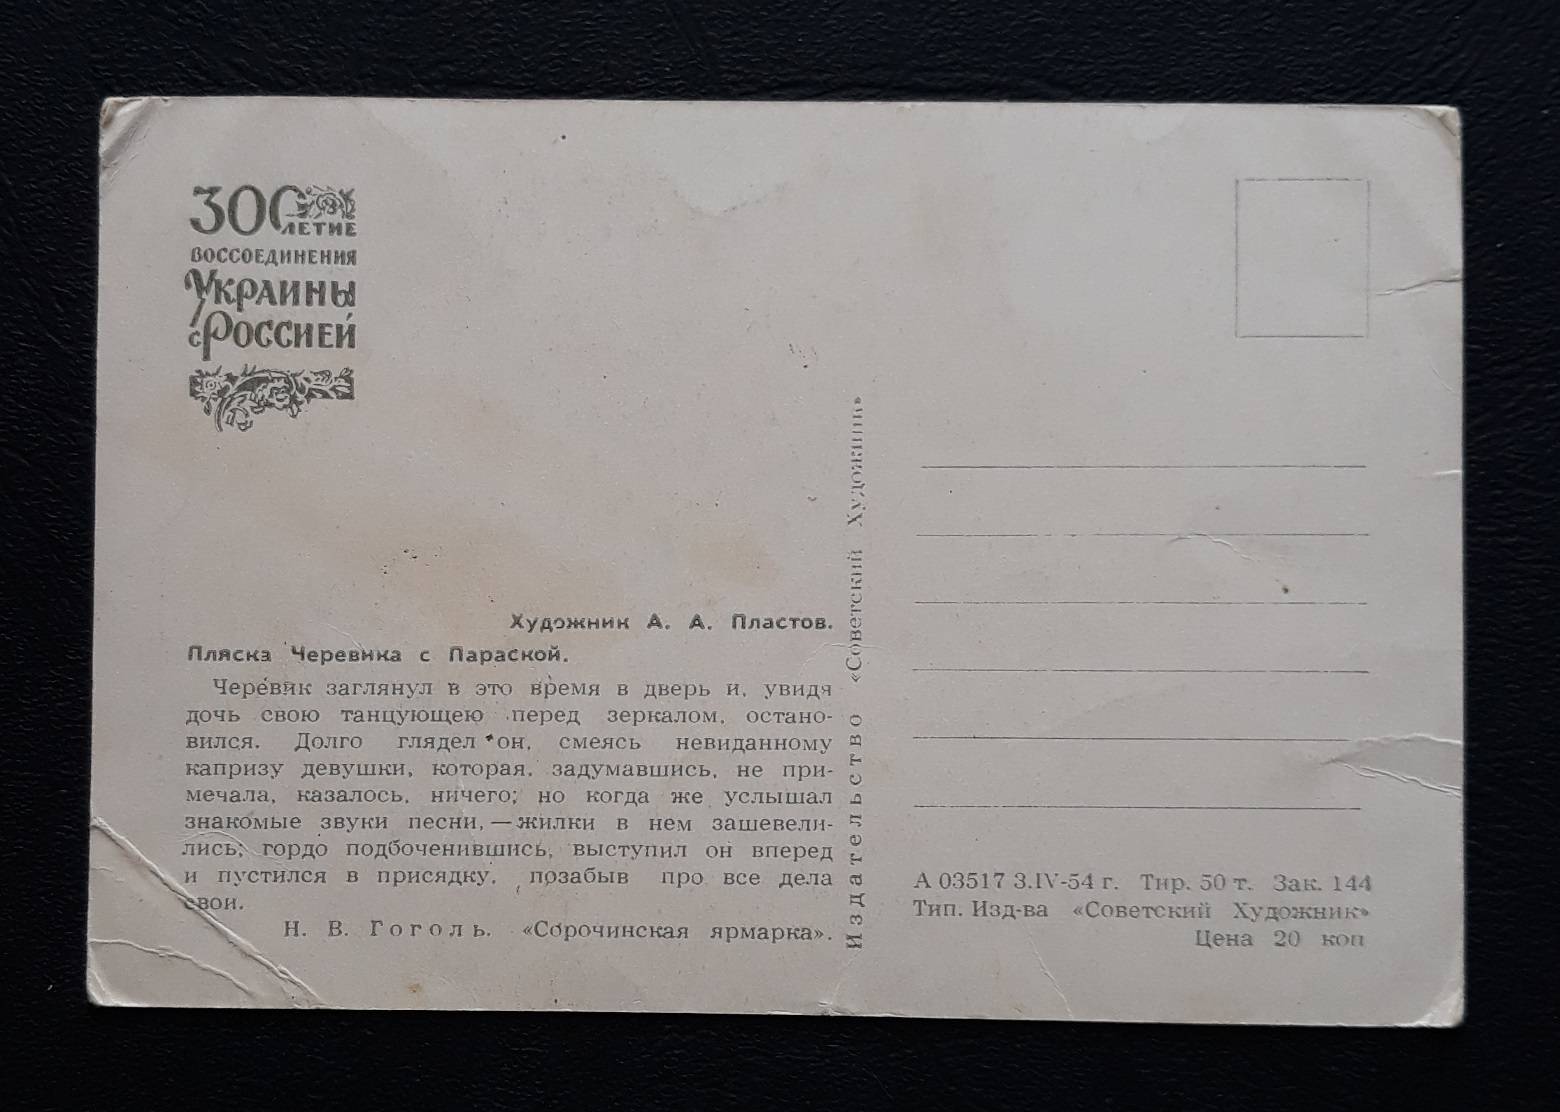 300
ЛЕТИЕ
ВОССОЕДИНЕНИЯ
УКРАИНЫ
с РОССИЕЙ
Художник А. А. Пластов.
Пляска Черевика с Параской.
Черевик заглянул в это время в дверь и, увидя
дочь свою танцующею перед зеркалом, остано-
вился. Долго глядел он, смеясь невиданному
капризу девушки, которая, задумавшись, не при-
мечала, казалось, ничего; но когда же услышал
знакомые звуки песни, — жилки в нем зашевели-
лись; гордо подбоченившись, выступил он вперед
и пустился в присядку, позабыв про все дела
свои.
Н. В. Гоголь. «Сорочинская ярмарка».
Издательство «Советский Художник»
А 03517 3.IV-54 г. Тир. 50 т. Зак. 144
Тип. Изд-ва «Советский Художник»
Цена 20 коп